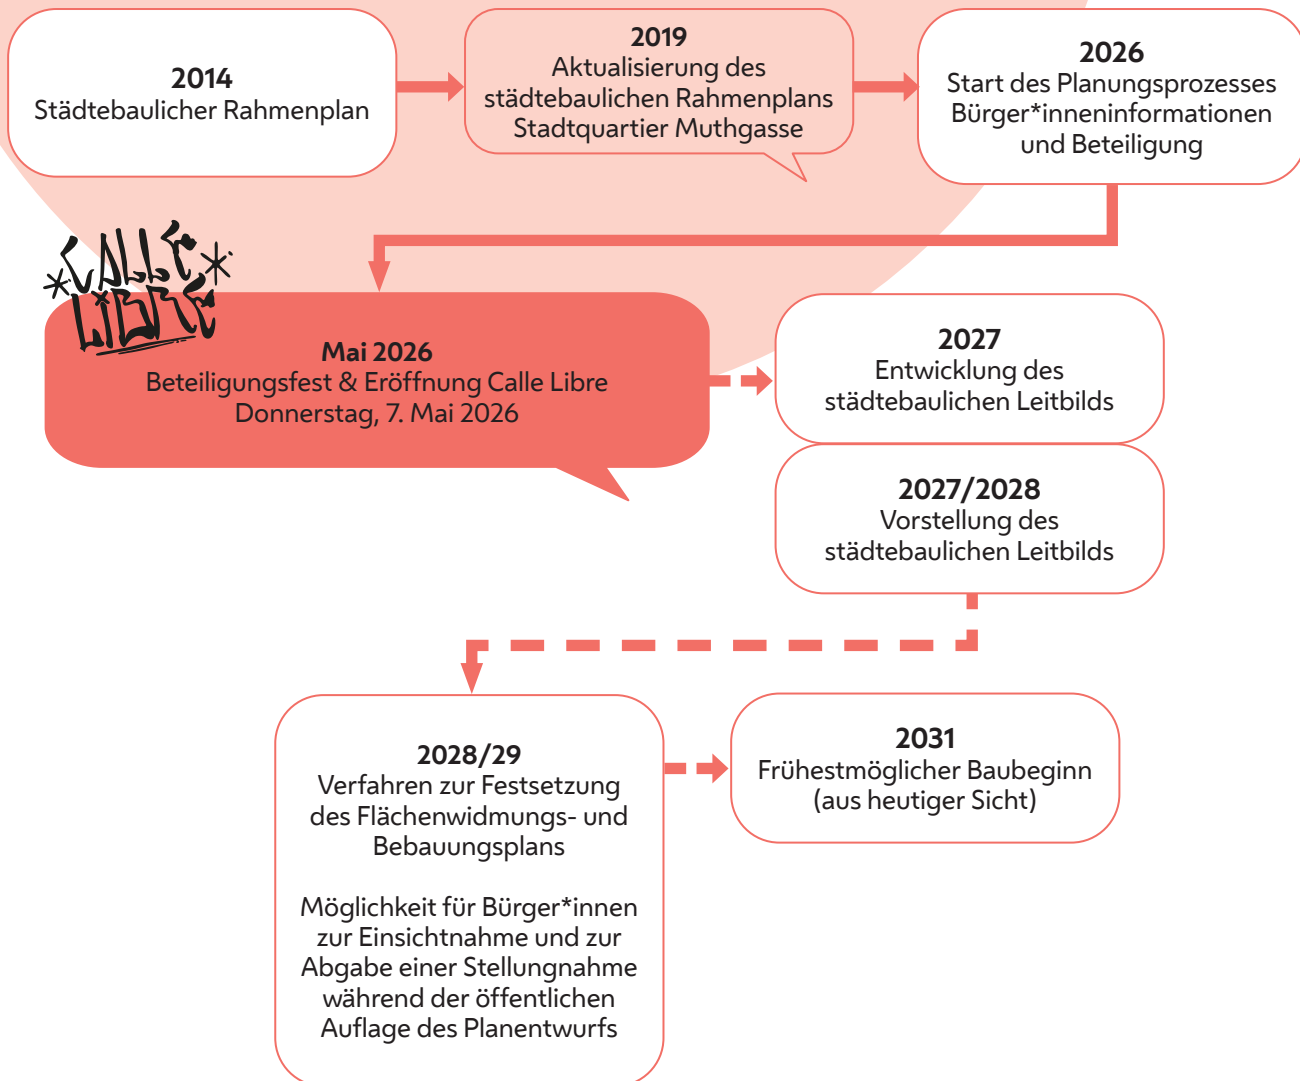 2014
Städtebaulicher Rahmenplan
2019
Aktualisierung des
städtebaulichen Rahmenplans
Stadtquartier Muthgasse
2026
Start des Planungsprozesses
Bürger*inneninformationen
und Beteiligung
CALLE
LIBRE
Mai 2026
Beteiligungsfest & Eröffnung Calle Libre
Donnerstag, 7. Mai 2026
2027
Entwicklung des
städtebaulichen Leitbilds
2027/2028
Vorstellung des
städtebaulichen Leitbilds
2028/29
Verfahren zur Festsetzung
des Flächenwidmungs- und
Bebauungsplans
Möglichkeit für Bürger*innen
zur Einsichtnahme und zur
Abgabe einer Stellungnahme
während der öffentlichen
Auflage des Planentwurfs
2031
Frühestmöglicher Baubeginn
(aus heutiger Sicht)